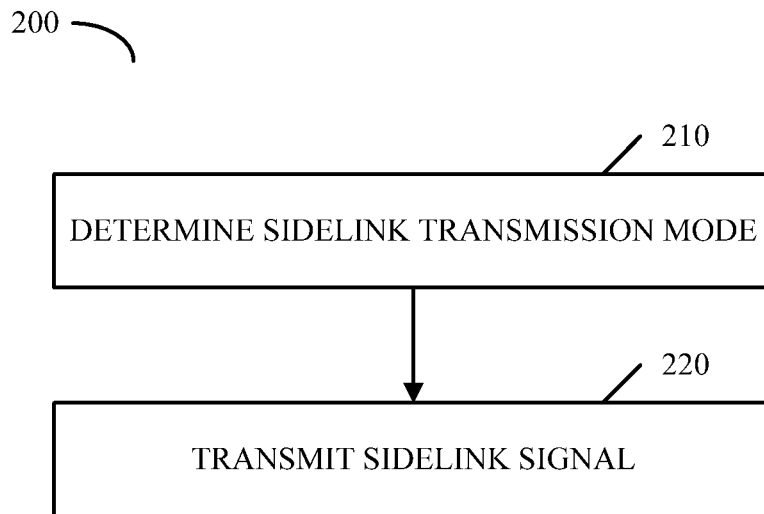 200
210
DETERMINE SIDELINK TRANSMISSION MODE
220
TRANSMIT SIDELINK SIGNAL